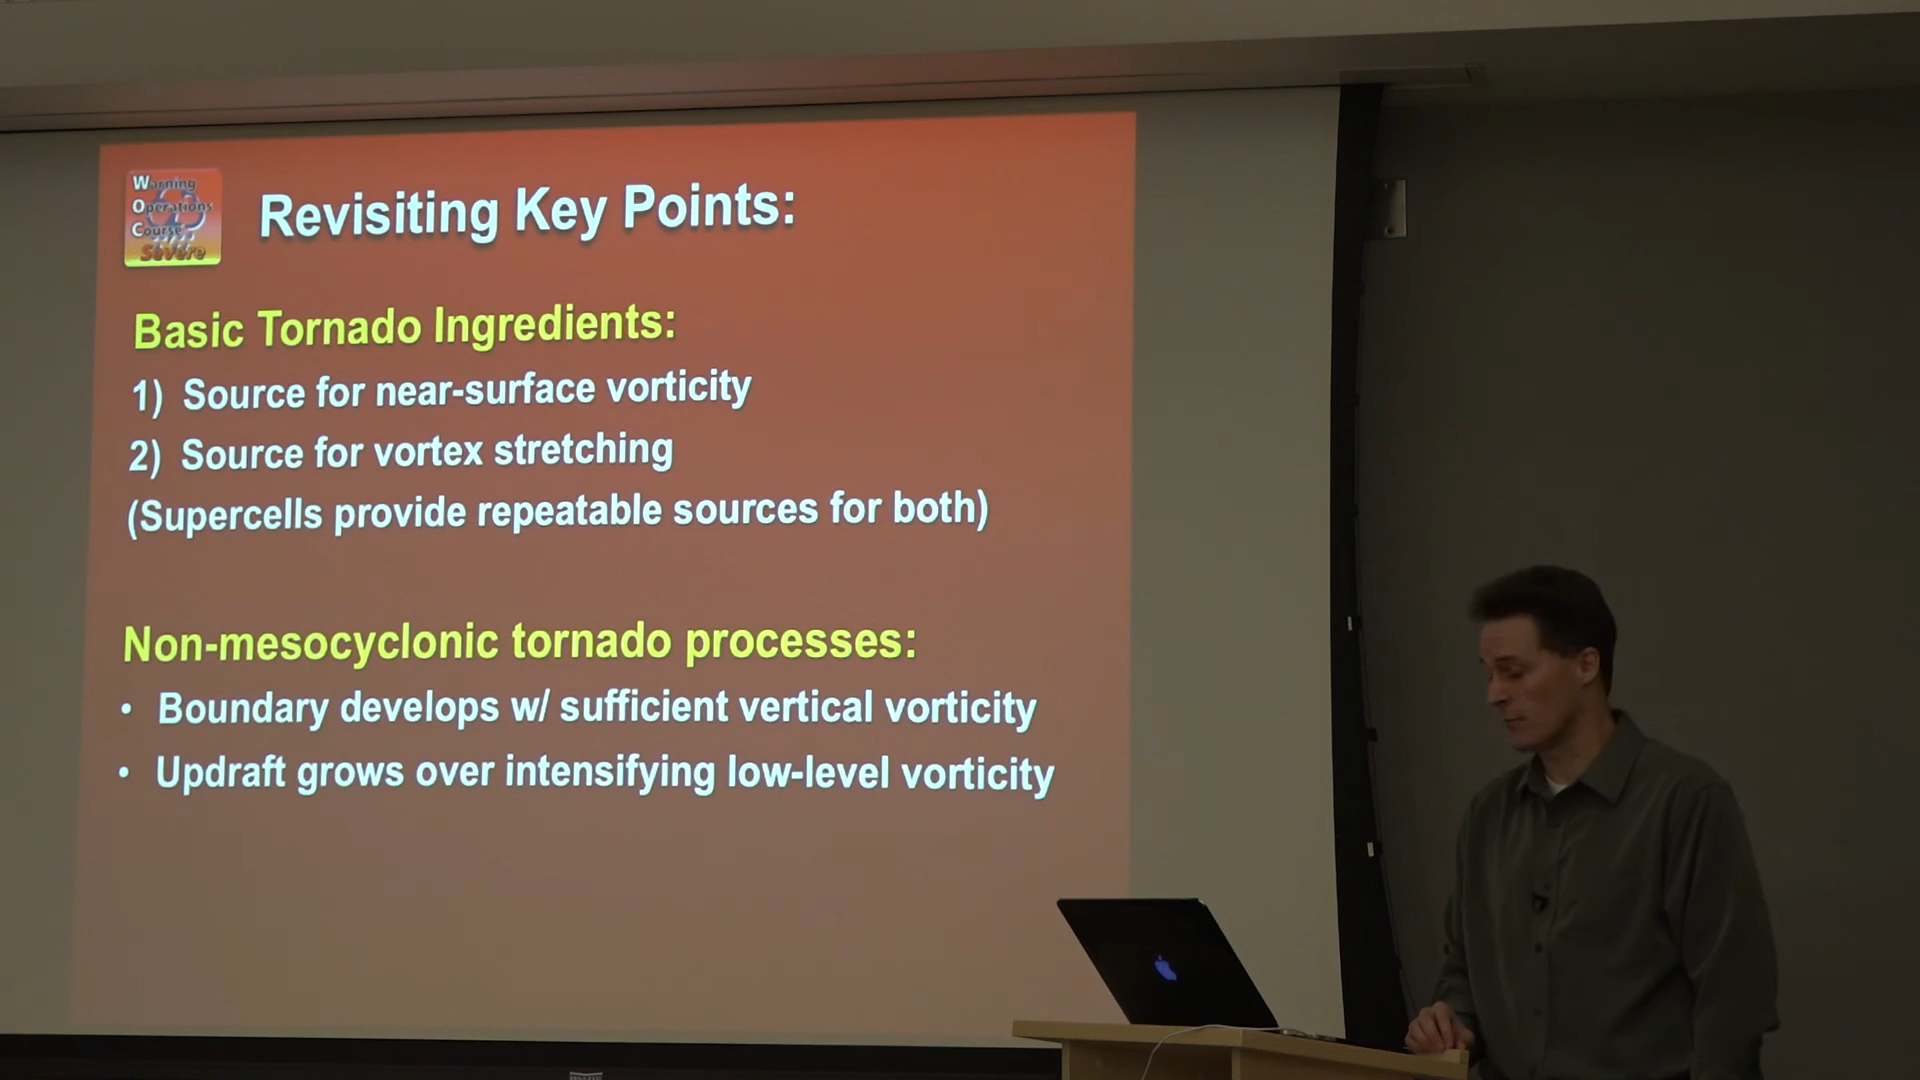 Warning
Operations
Course
Severe
Revisiting Key Points:
Basic Tornado Ingredients:
1) Source for near-surface vorticity
2) Source for vortex stretching
(Supercells provide repeatable sources for both)
Non-mesocyclonic tornado processes:
• Boundary develops w/ sufficient vertical vorticity
• Updraft grows over intensifying low-level vorticity